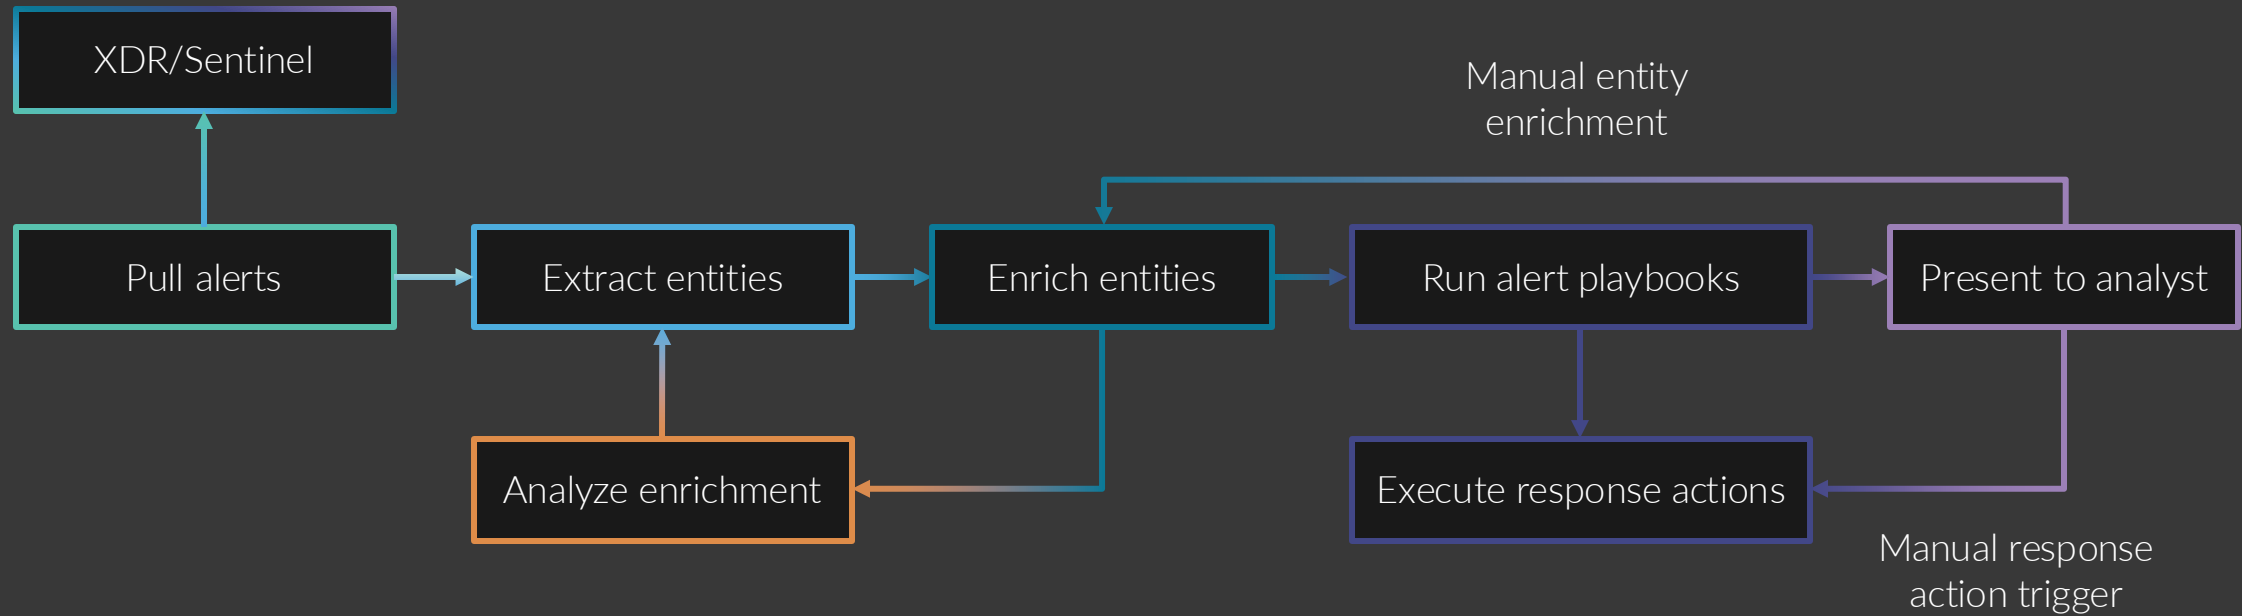 XDR/Sentinel
Manual entity
enrichment
Pull alerts
Extract entities
Enrich entities
Run alert playbooks
Present to analyst
Analyze enrichment
Execute response actions
Manual response
action trigger